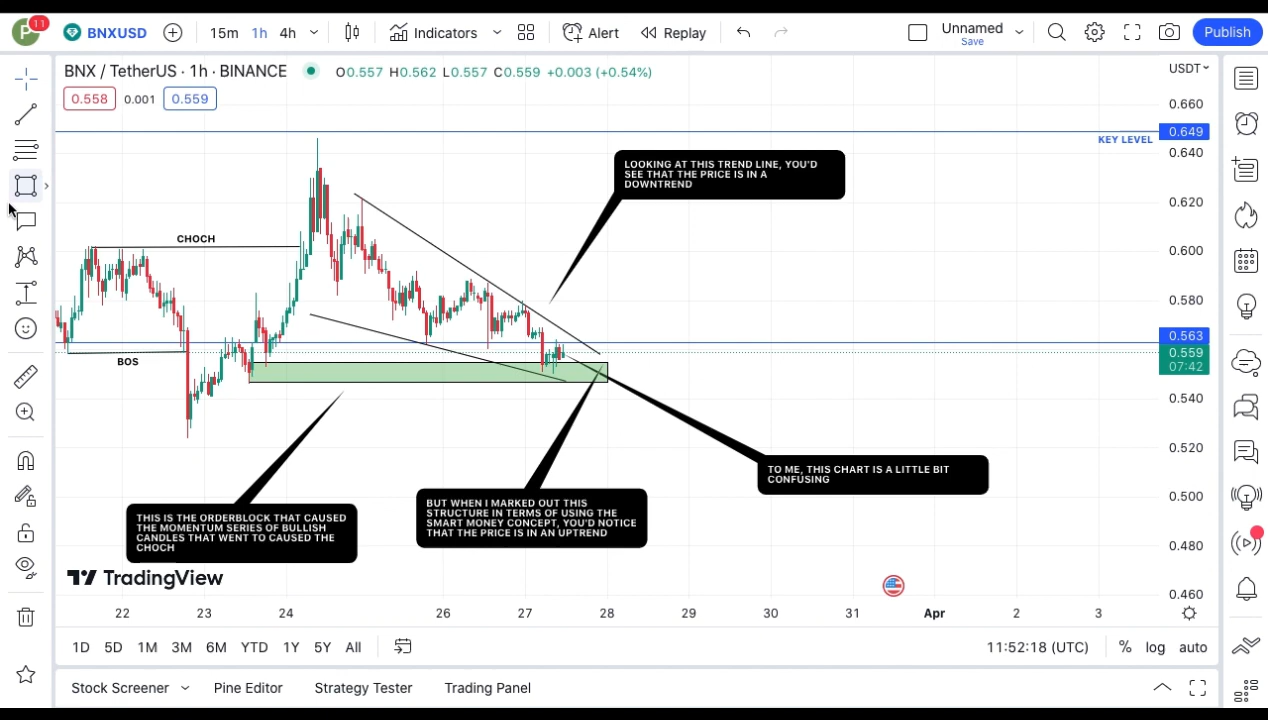 P 11 BNXUSD 15m 1h 4h Indicators Alert Replay Unnamed Publish
Save
BNX / TetherUS · 1h · BINANCE O0.557 H0.562 L0.557 C0.559 +0.003 (+0.54%) USDT
0.558 0.001 0.559
0.660
0.649
KEY LEVEL
0.640
LOOKING AT THIS TREND LINE, YOU'D
SEE THAT THE PRICE IS IN A
DOWNTREND
0.620
CHOCH
0.600
0.580
0.563
BOS
0.559
07:42
0.540
0.520
TO ME, THIS CHART IS A LITTLE BIT
CONFUSING
0.500
BUT WHEN I MARKED OUT THIS
STRUCTURE IN TERMS OF USING THE
SMART MONEY CONCEPT, YOU'D NOTICE
THAT THE PRICE IS IN AN UPTREND
THIS IS THE ORDERBLOCK THAT CAUSED
THE MOMENTUM SERIES OF BULLISH
CANDLES THAT WENT TO CAUSED THE
CHOCH
0.480
TradingView
0.460
22 23 24 26 27 28 29 30 31 Apr 2 3
1D 5D 1M 3M 6M YTD 1Y 5Y All 11:52:18 (UTC) % log auto
Stock Screener Pine Editor Strategy Tester Trading Panel